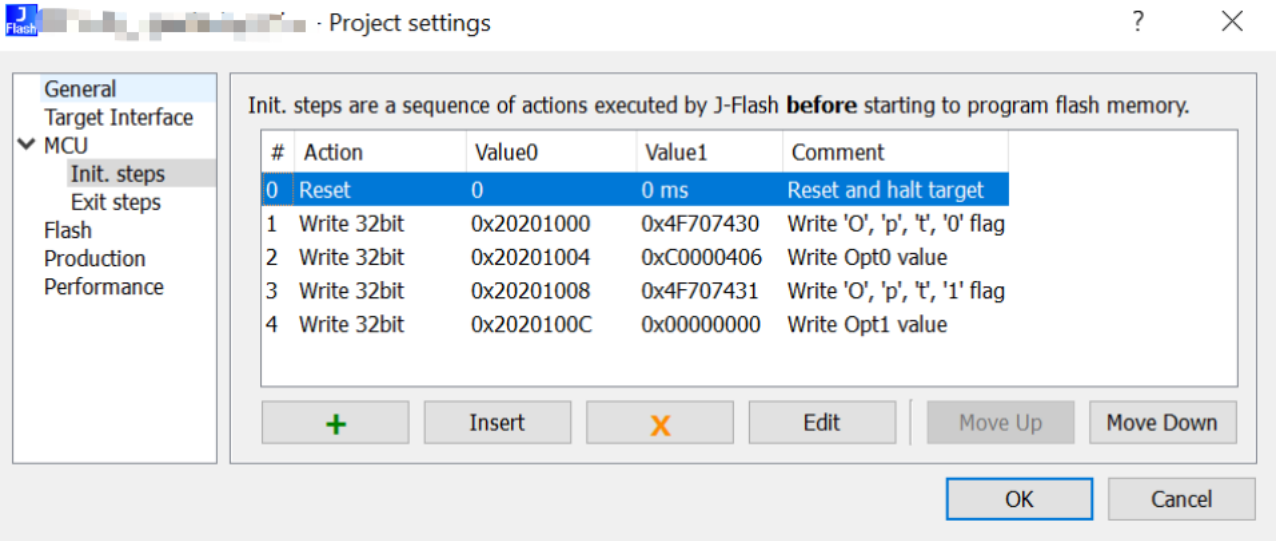 J
Flash
- Project settings
?
General
Target Interface
MCU
Init. steps
Exit steps
Flash
Production
Performance
Init. steps are a sequence of actions executed by J-Flash before starting to program flash memory.
# Action Value0 Value1 Comment
0 Reset 0 0 ms Reset and halt target
1 Write 32bit 0x20201000 0x4F707430 Write 'O', 'p', 't', '0' flag
2 Write 32bit 0x20201004 0xC0000406 Write Opt0 value
3 Write 32bit 0x20201008 0x4F707431 Write 'O', 'p', 't', '1' flag
4 Write 32bit 0x2020100C 0x00000000 Write Opt1 value
+ Insert X Edit Move Up Move Down
OK Cancel